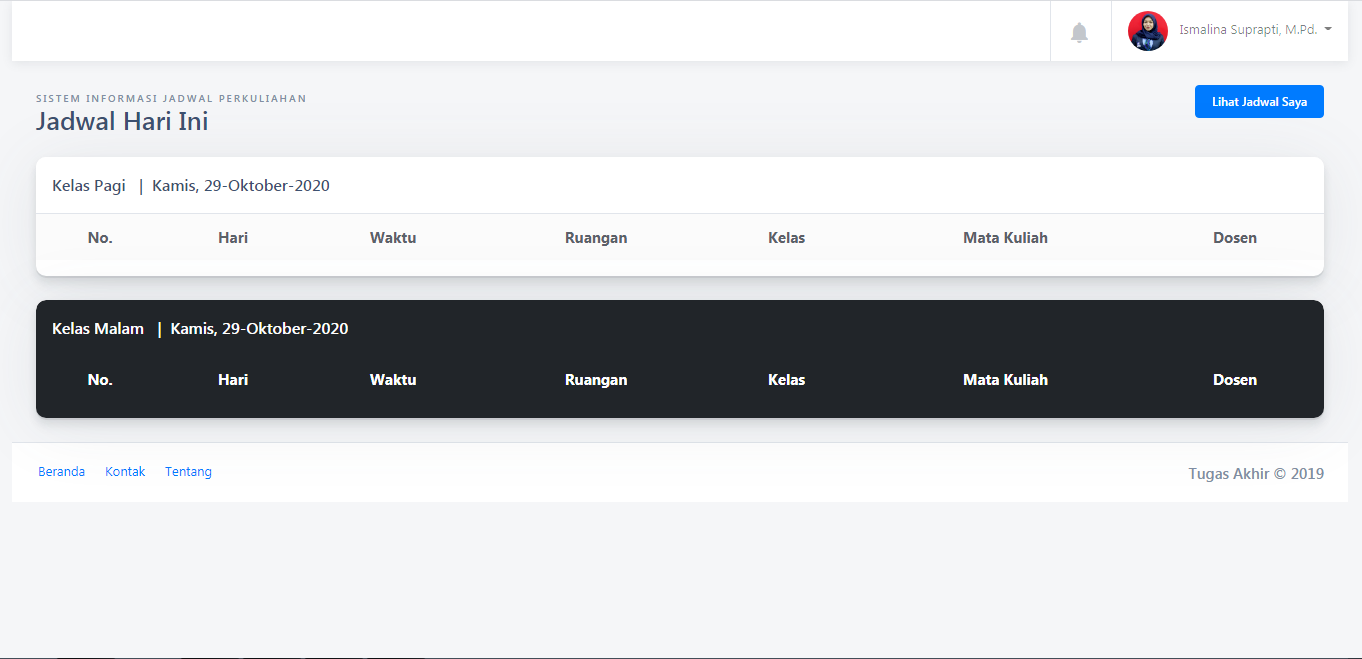 Ismalina Suprapti, M.Pd.
SISTEM INFORMASI JADWAL PERKULIAHAN
Jadwal Hari Ini
Lihat Jadwal Saya
Kelas Pagi | Kamis, 29-Oktober-2020
No. Hari Waktu Ruangan Kelas Mata Kuliah Dosen
Kelas Malam | Kamis, 29-Oktober-2020
No. Hari Waktu Ruangan Kelas Mata Kuliah Dosen
Beranda Kontak Tentang
Tugas Akhir © 2019